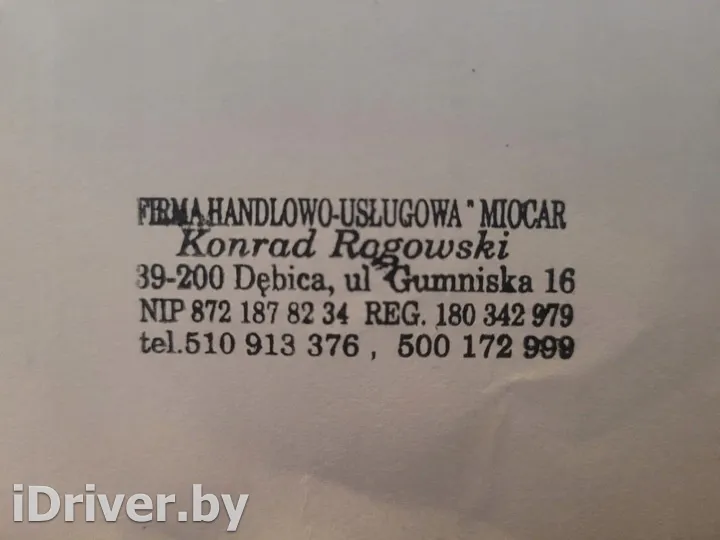 FIRMA HANDLOWO-USŁUGOWA " MIOCAR
Konrad Rogowski
39-200 Dębica, ul Gumniska 16
NIP 872 187 82 34 REG. 180 342 979
tel.510 913 376 , 500 172 999
iDriver.by